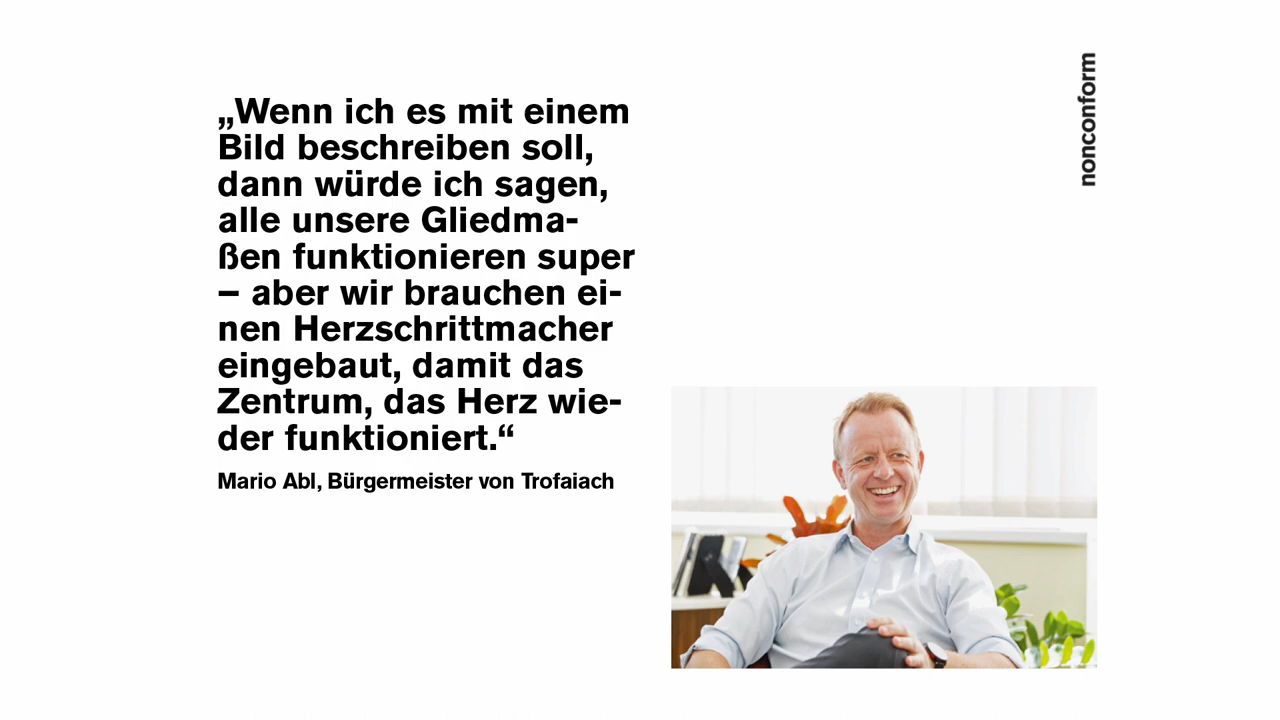 „Wenn ich es mit einem
Bild beschreiben soll,
dann würde ich sagen,
alle unsere Gliedma-
ßen funktionieren super
– aber wir brauchen ei-
nen Herzschrittmacher
eingebaut, damit das
Zentrum, das Herz wie-
der funktioniert.“
Mario Abl, Bürgermeister von Trofaiach
nonconform